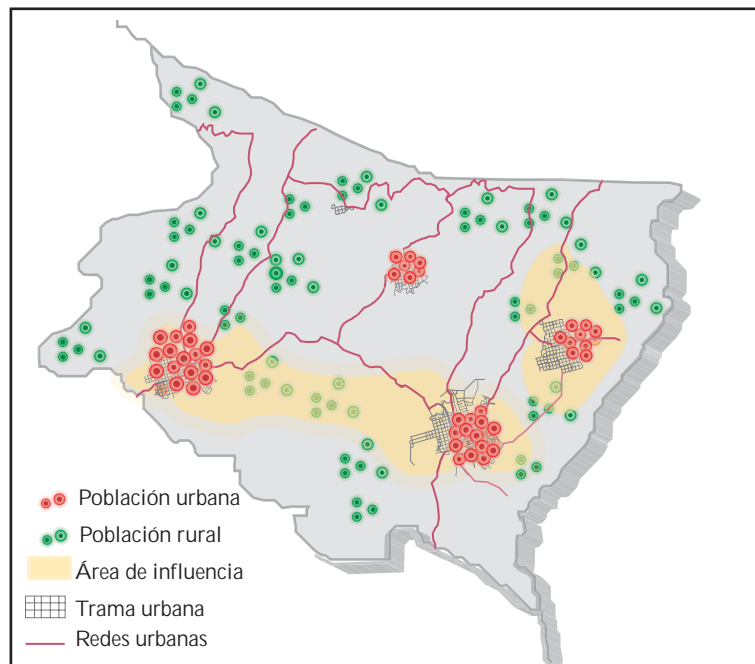 Población urbana
Población rural
Área de influencia
Trama urbana
Redes urbanas